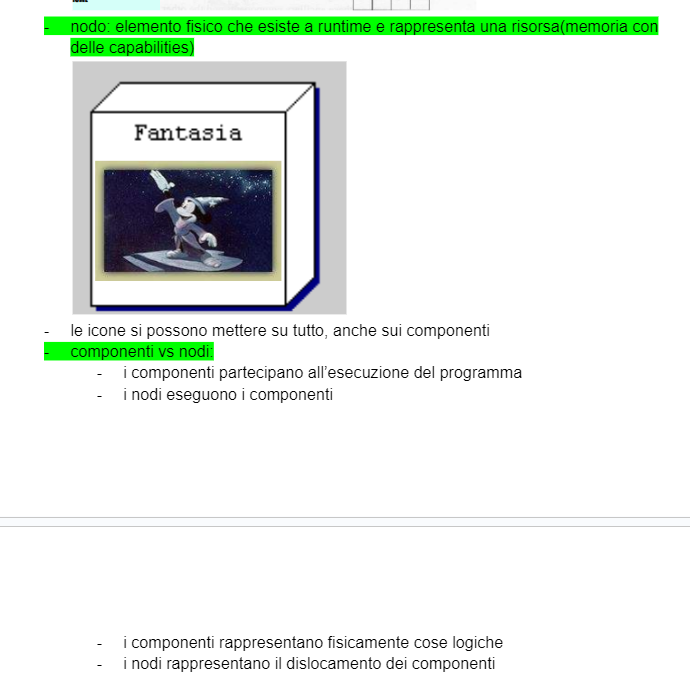 - nodo: elemento fisico che esiste a runtime e rappresenta una risorsa(memoria con
delle capabilities)
Fantasia
- le icone si possono mettere su tutto, anche sui componenti
- componenti vs nodi:
- i componenti partecipano all'esecuzione del programma
- i nodi eseguono i componenti
- i componenti rappresentano fisicamente cose logiche
- i nodi rappresentano il dislocamento dei componenti